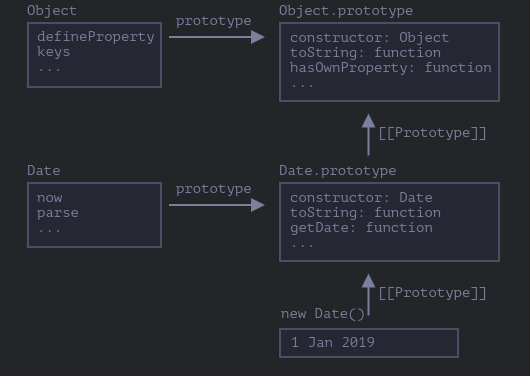 Object
defineProperty
keys
...
prototype
Object.prototype
constructor: Object
toString: function
hasOwnProperty: function
...
[[Prototype]]
Date
now
parse
...
prototype
Date.prototype
constructor: Date
toString: function
getDate: function
...
[[Prototype]]
new Date()
1 Jan 2019